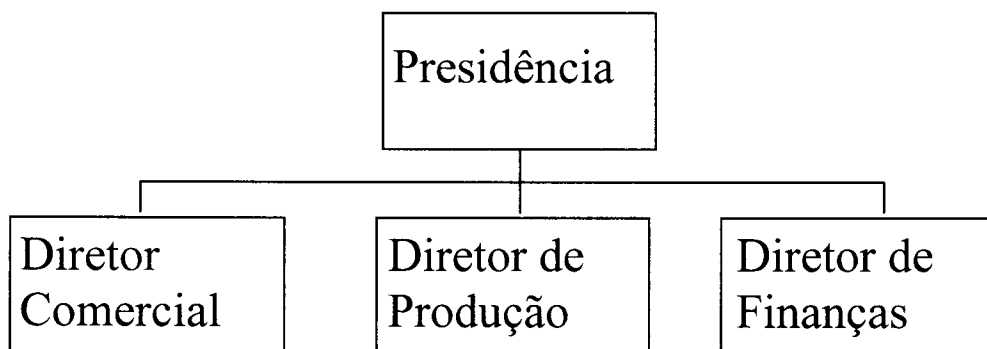 Presidência
Diretor
Comercial
Diretor de
Produção
Diretor de
Finanças